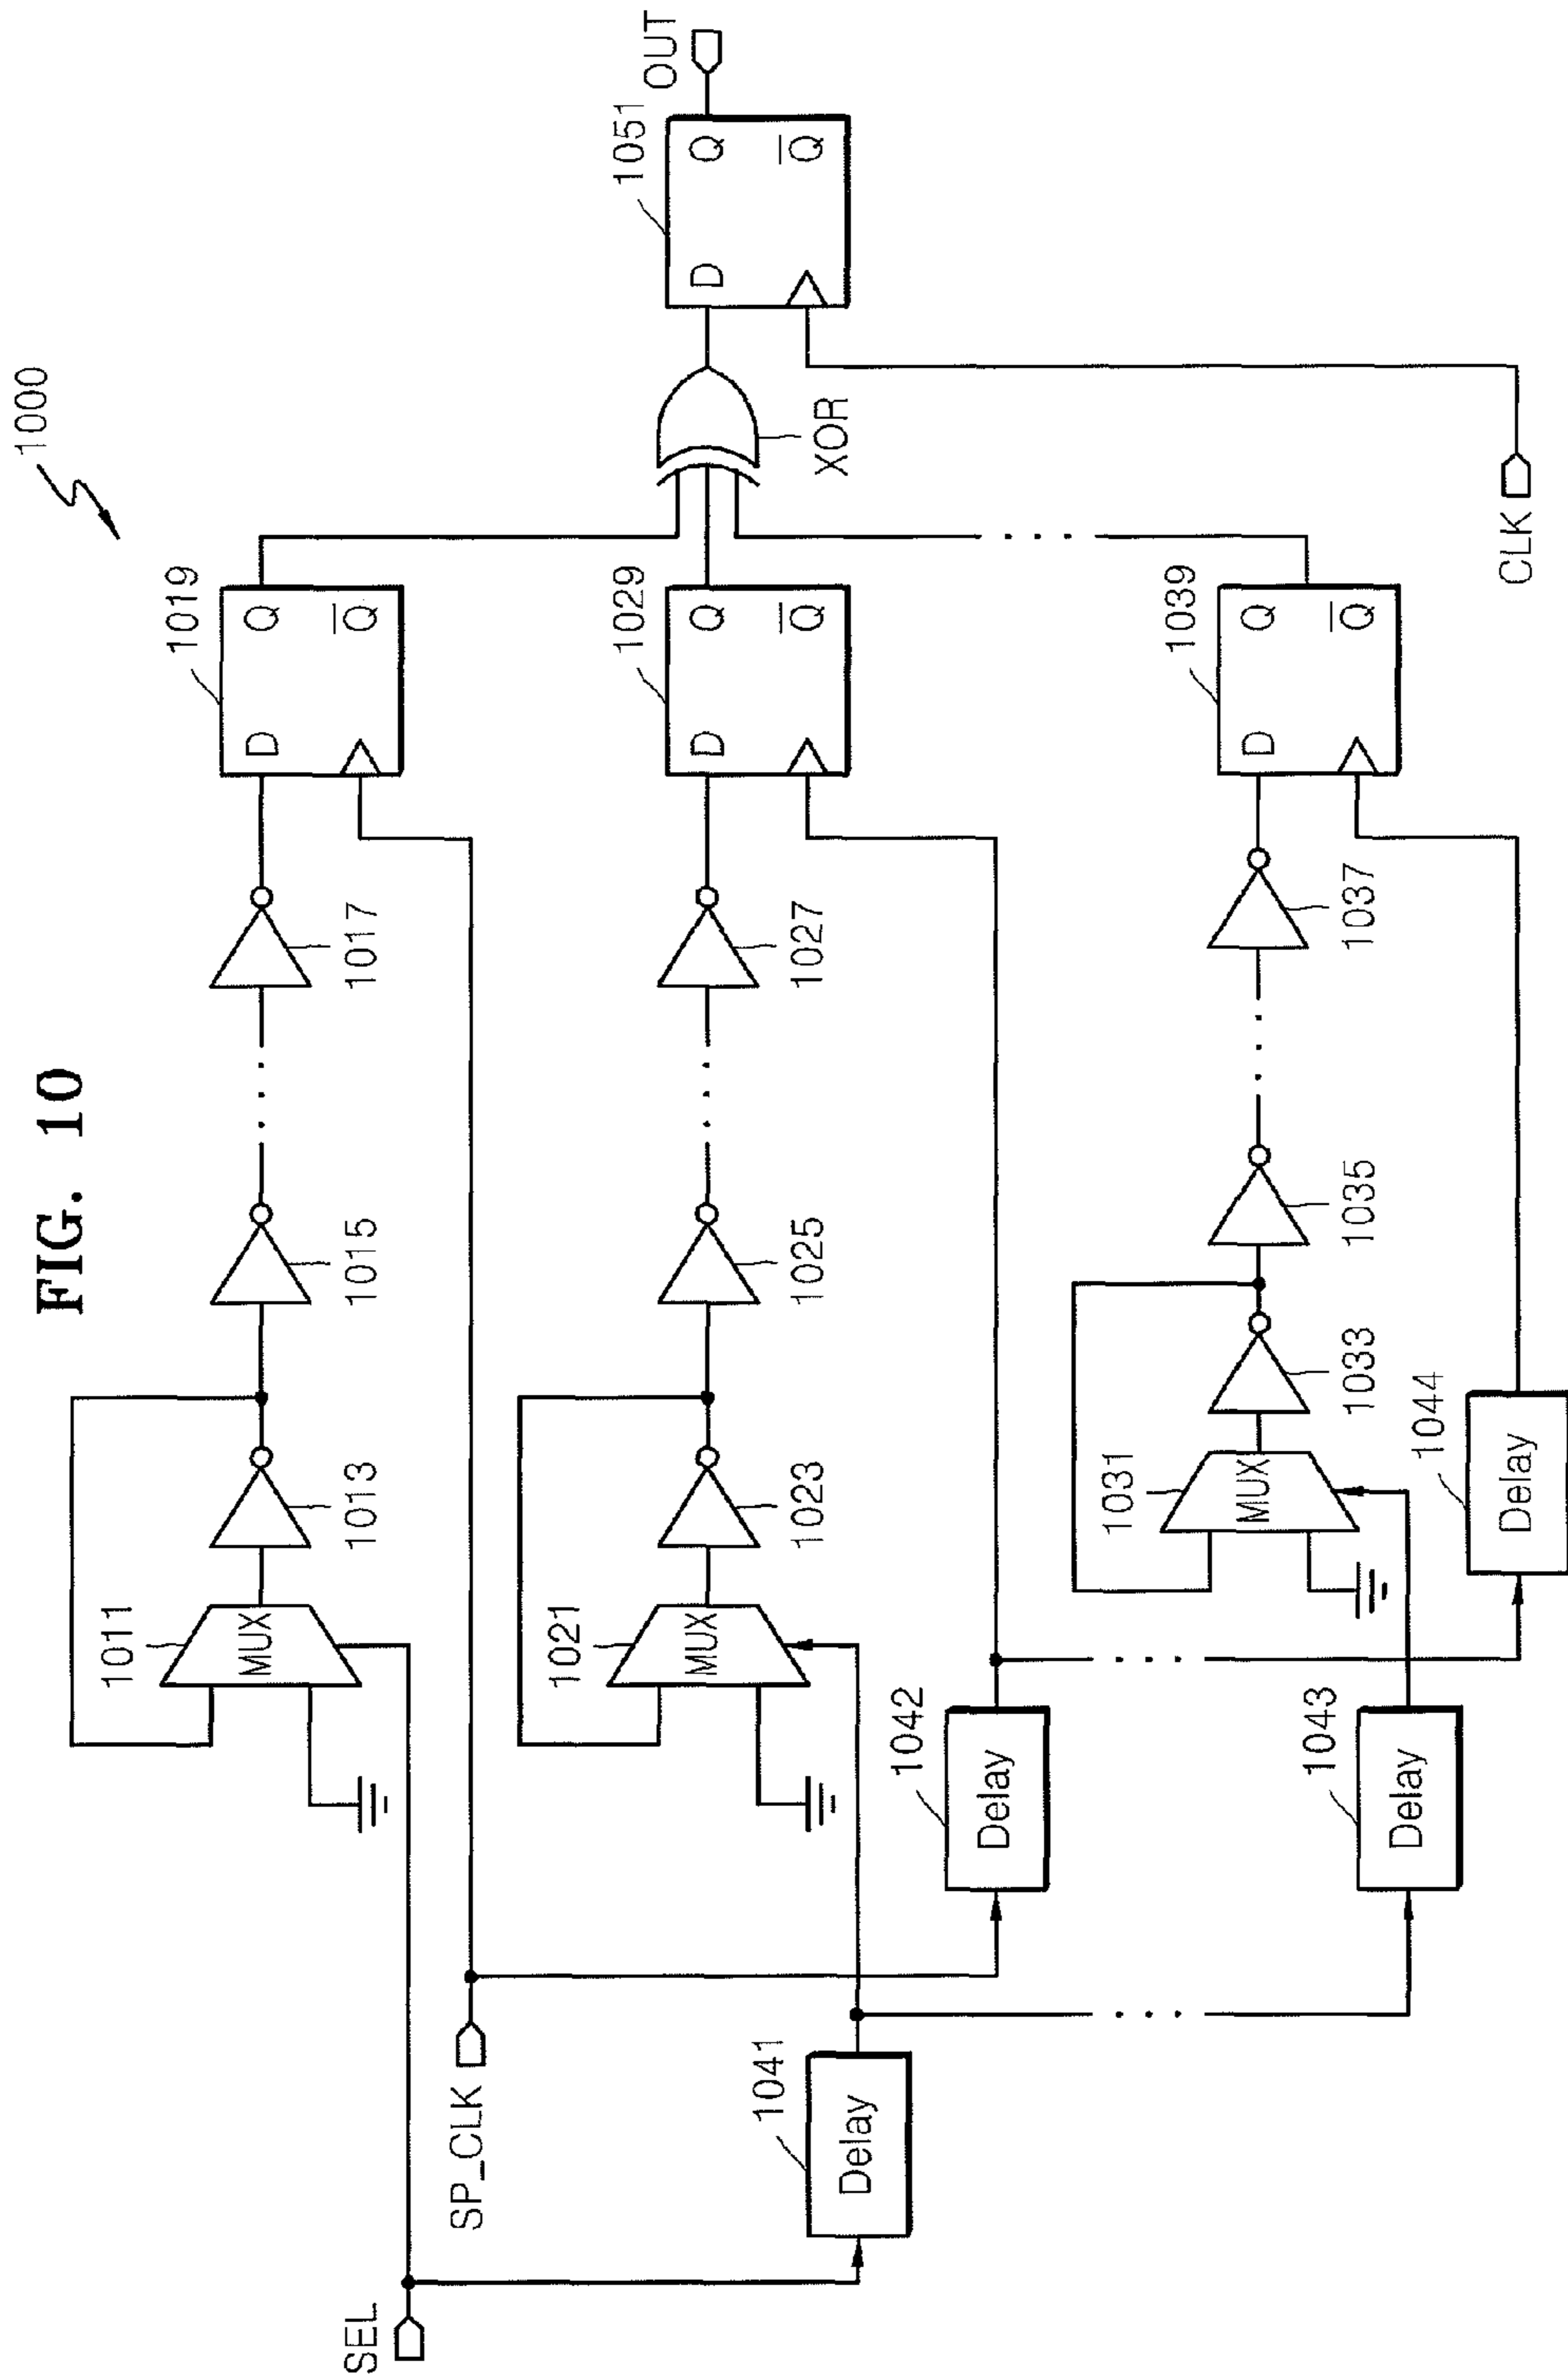 FIG. 10
1000
SEL
SP_CLK
1011
MUX
1013
1015
1017
1019
D
Q
Q
1021
MUX
1023
1025
1027
1029
D
Q
Q
XOR
1051
D
Q
Q
OUT
1041
Delay
1042
Delay
1031
MUX
1033
1035
1037
1039
D
Q
Q
1043
Delay
1044
Delay
CLK